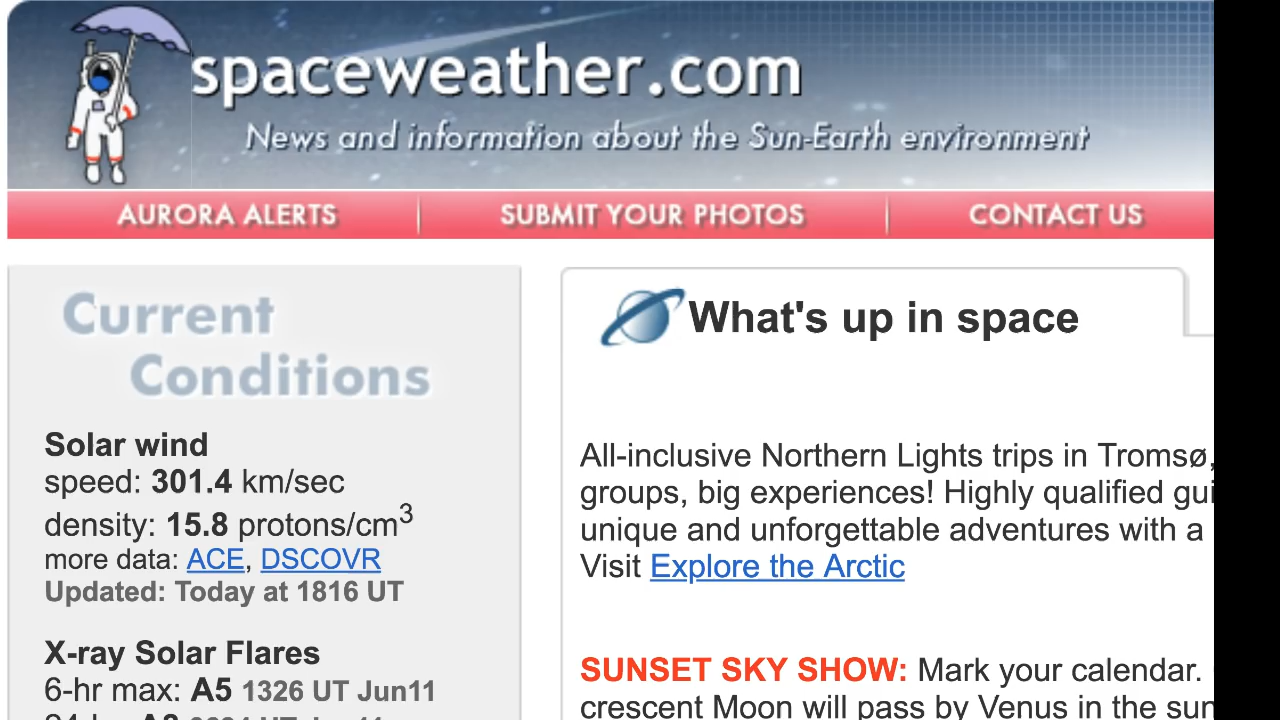 spaceweather.com
News and information about the Sun-Earth environment
AURORA ALERTS
SUBMIT YOUR PHOTOS
CONTACT US
Current
Conditions
Solar wind
speed: 301.4 km/sec
density: 15.8 protons/cm³
more data: ACE, DSCOVR
Updated: Today at 1816 UT
X-ray Solar Flares
6-hr max: A5 1326 UT Jun11
What's up in space
All-inclusive Northern Lights trips in Tromsø,
groups, big experiences! Highly qualified gui
unique and unforgettable adventures with a
Visit Explore the Arctic
SUNSET SKY SHOW: Mark your calendar.
crescent Moon will pass by Venus in the sun